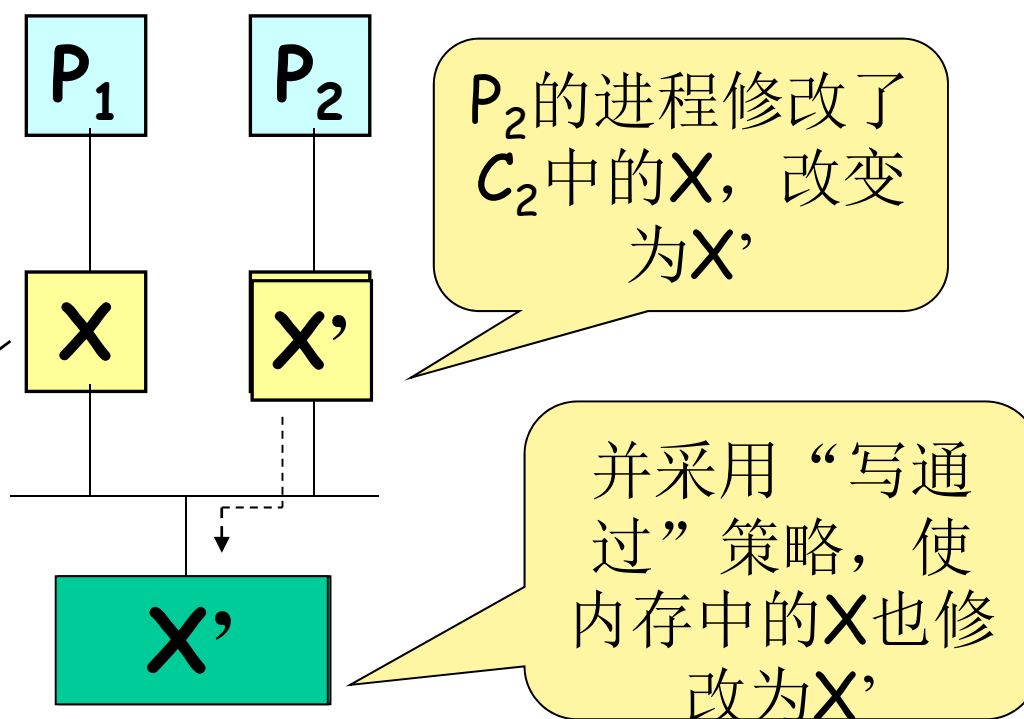 P₁
P₂
P₂的进程修改了
C₂中的X，改变
为X’
X
X’
并采用“写通
过”策略，使
内存中的X也修
改为X’
X’